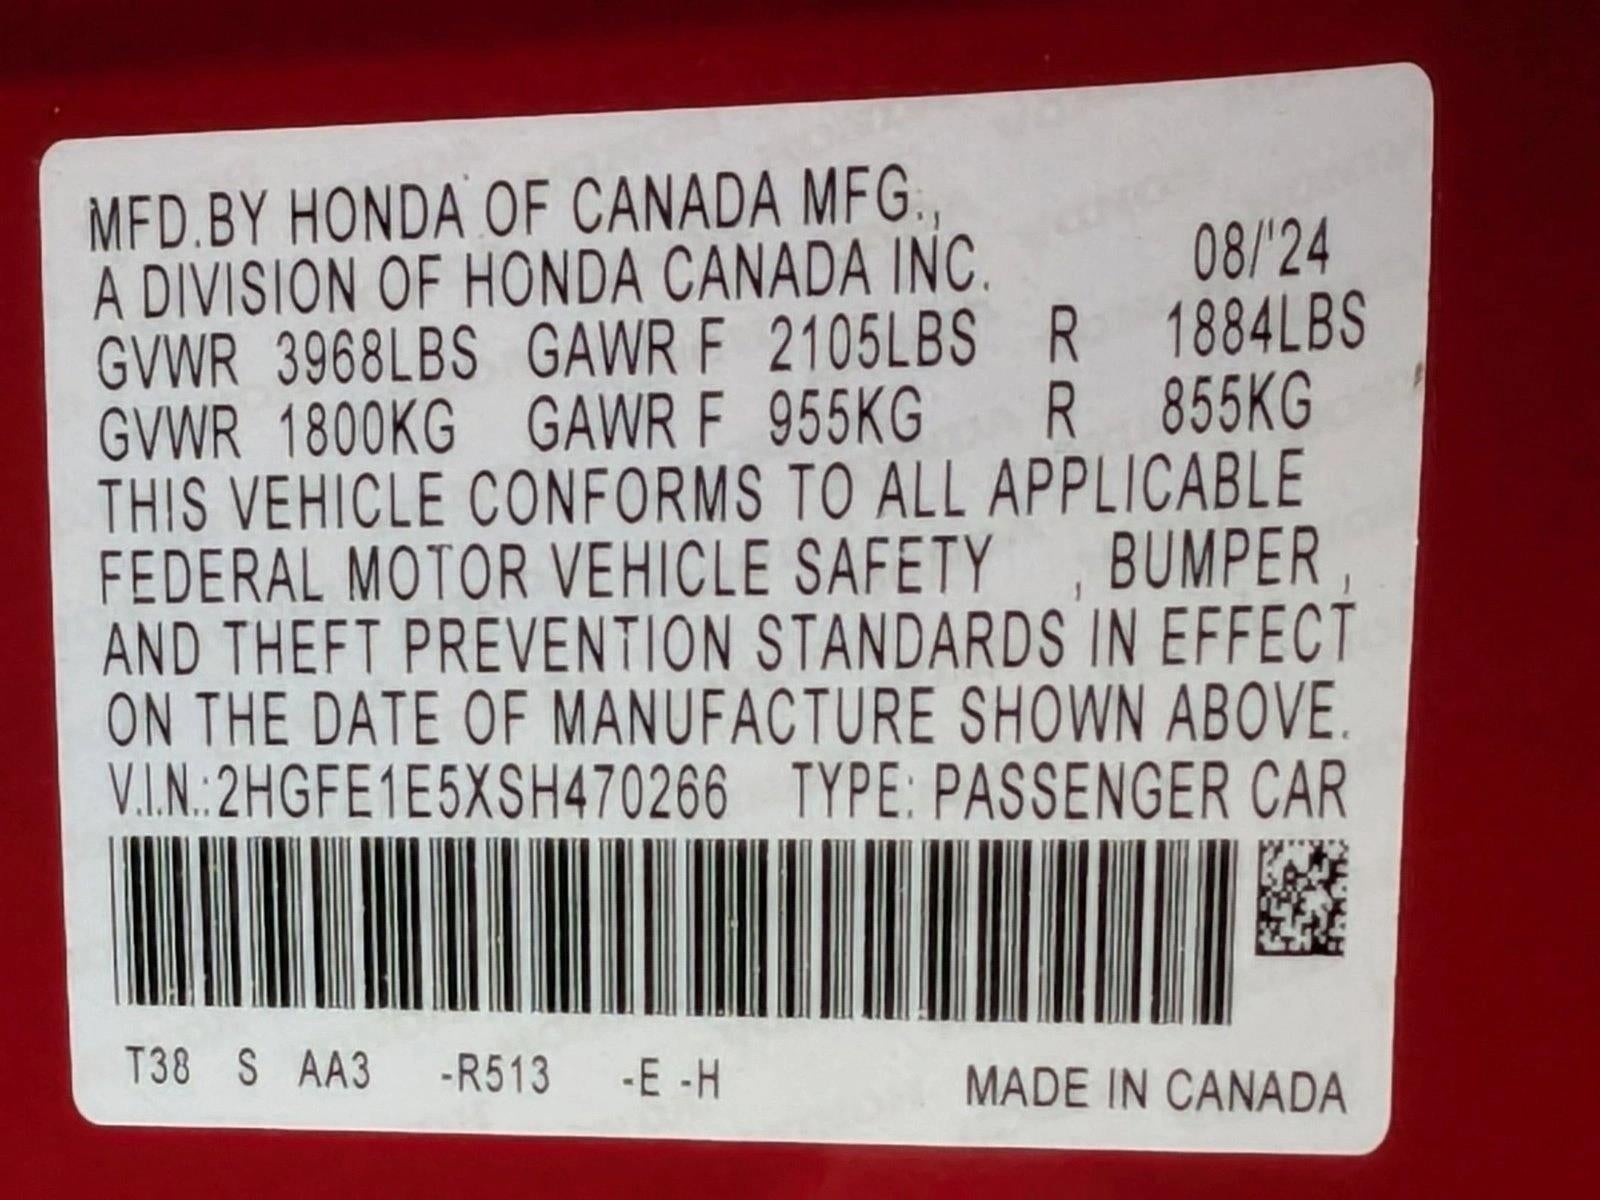 MFD.BY HONDA OF CANADA MFG.,
A DIVISION OF HONDA CANADA INC. 08/'24
GVWR 3968LBS GAWR F 2105LBS R 1884LBS
GVWR 1800KG GAWR F 955KG R 855KG
THIS VEHICLE CONFORMS TO ALL APPLICABLE
FEDERAL MOTOR VEHICLE SAFETY , BUMPER ,
AND THEFT PREVENTION STANDARDS IN EFFECT
ON THE DATE OF MANUFACTURE SHOWN ABOVE.
V.I.N.:2HGFE1E5XSH470266 TYPE: PASSENGER CAR
T38 S AA3 -R513 -E -H MADE IN CANADA